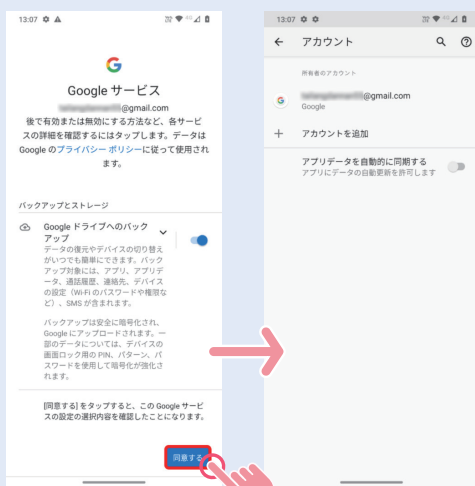 13:07
4G
Google サービス
@gmail.com
後で有効または無効にする方法など、各サービ
スの詳細を確認するにはタップします。データは
Google のプライバシー ポリシーに従って使用され
ます。
バックアップとストレージ
Google ドライブへのバック
アップ
データの復元やデバイスの切り替え
がいつでも簡単にできます。バック
アップ対象には、アプリ、アプリデ
ータ、通話履歴、連絡先、デバイス
の設定（Wi-Fi のパスワードや権限な
ど）、SMS が含まれます。
バックアップは安全に暗号化され、
Google にアップロードされます。一
部のデータについては、デバイスの
画面ロック用の PIN、パターン、パ
スワードを使用して暗号化が強化さ
れます。
[同意する] をタップすると、この Google サービ
スの設定の選択内容を確認したことになります。
同意する
13:07
4G
アカウント
所有者のアカウント
@gmail.com
Google
アカウントを追加
アプリデータを自動的に同期する
アプリにデータの自動更新を許可します